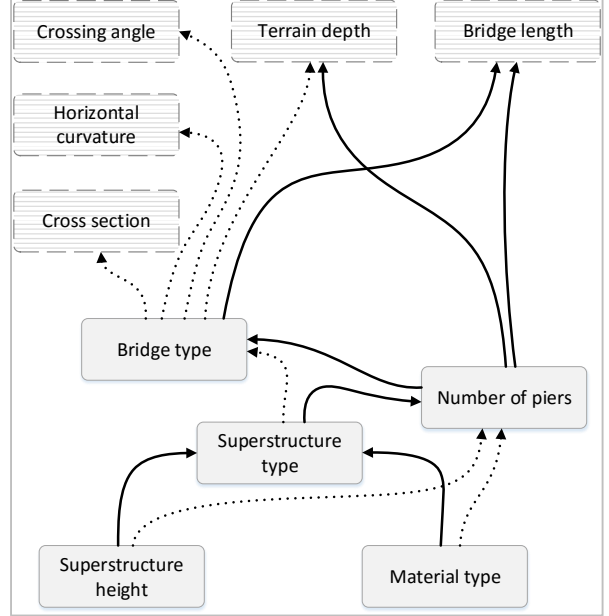 Crossing angle
Terrain depth
Bridge length
Horizontal
curvature
Cross section
Bridge type
Number of piers
Superstructure
type
Superstructure
height
Material type